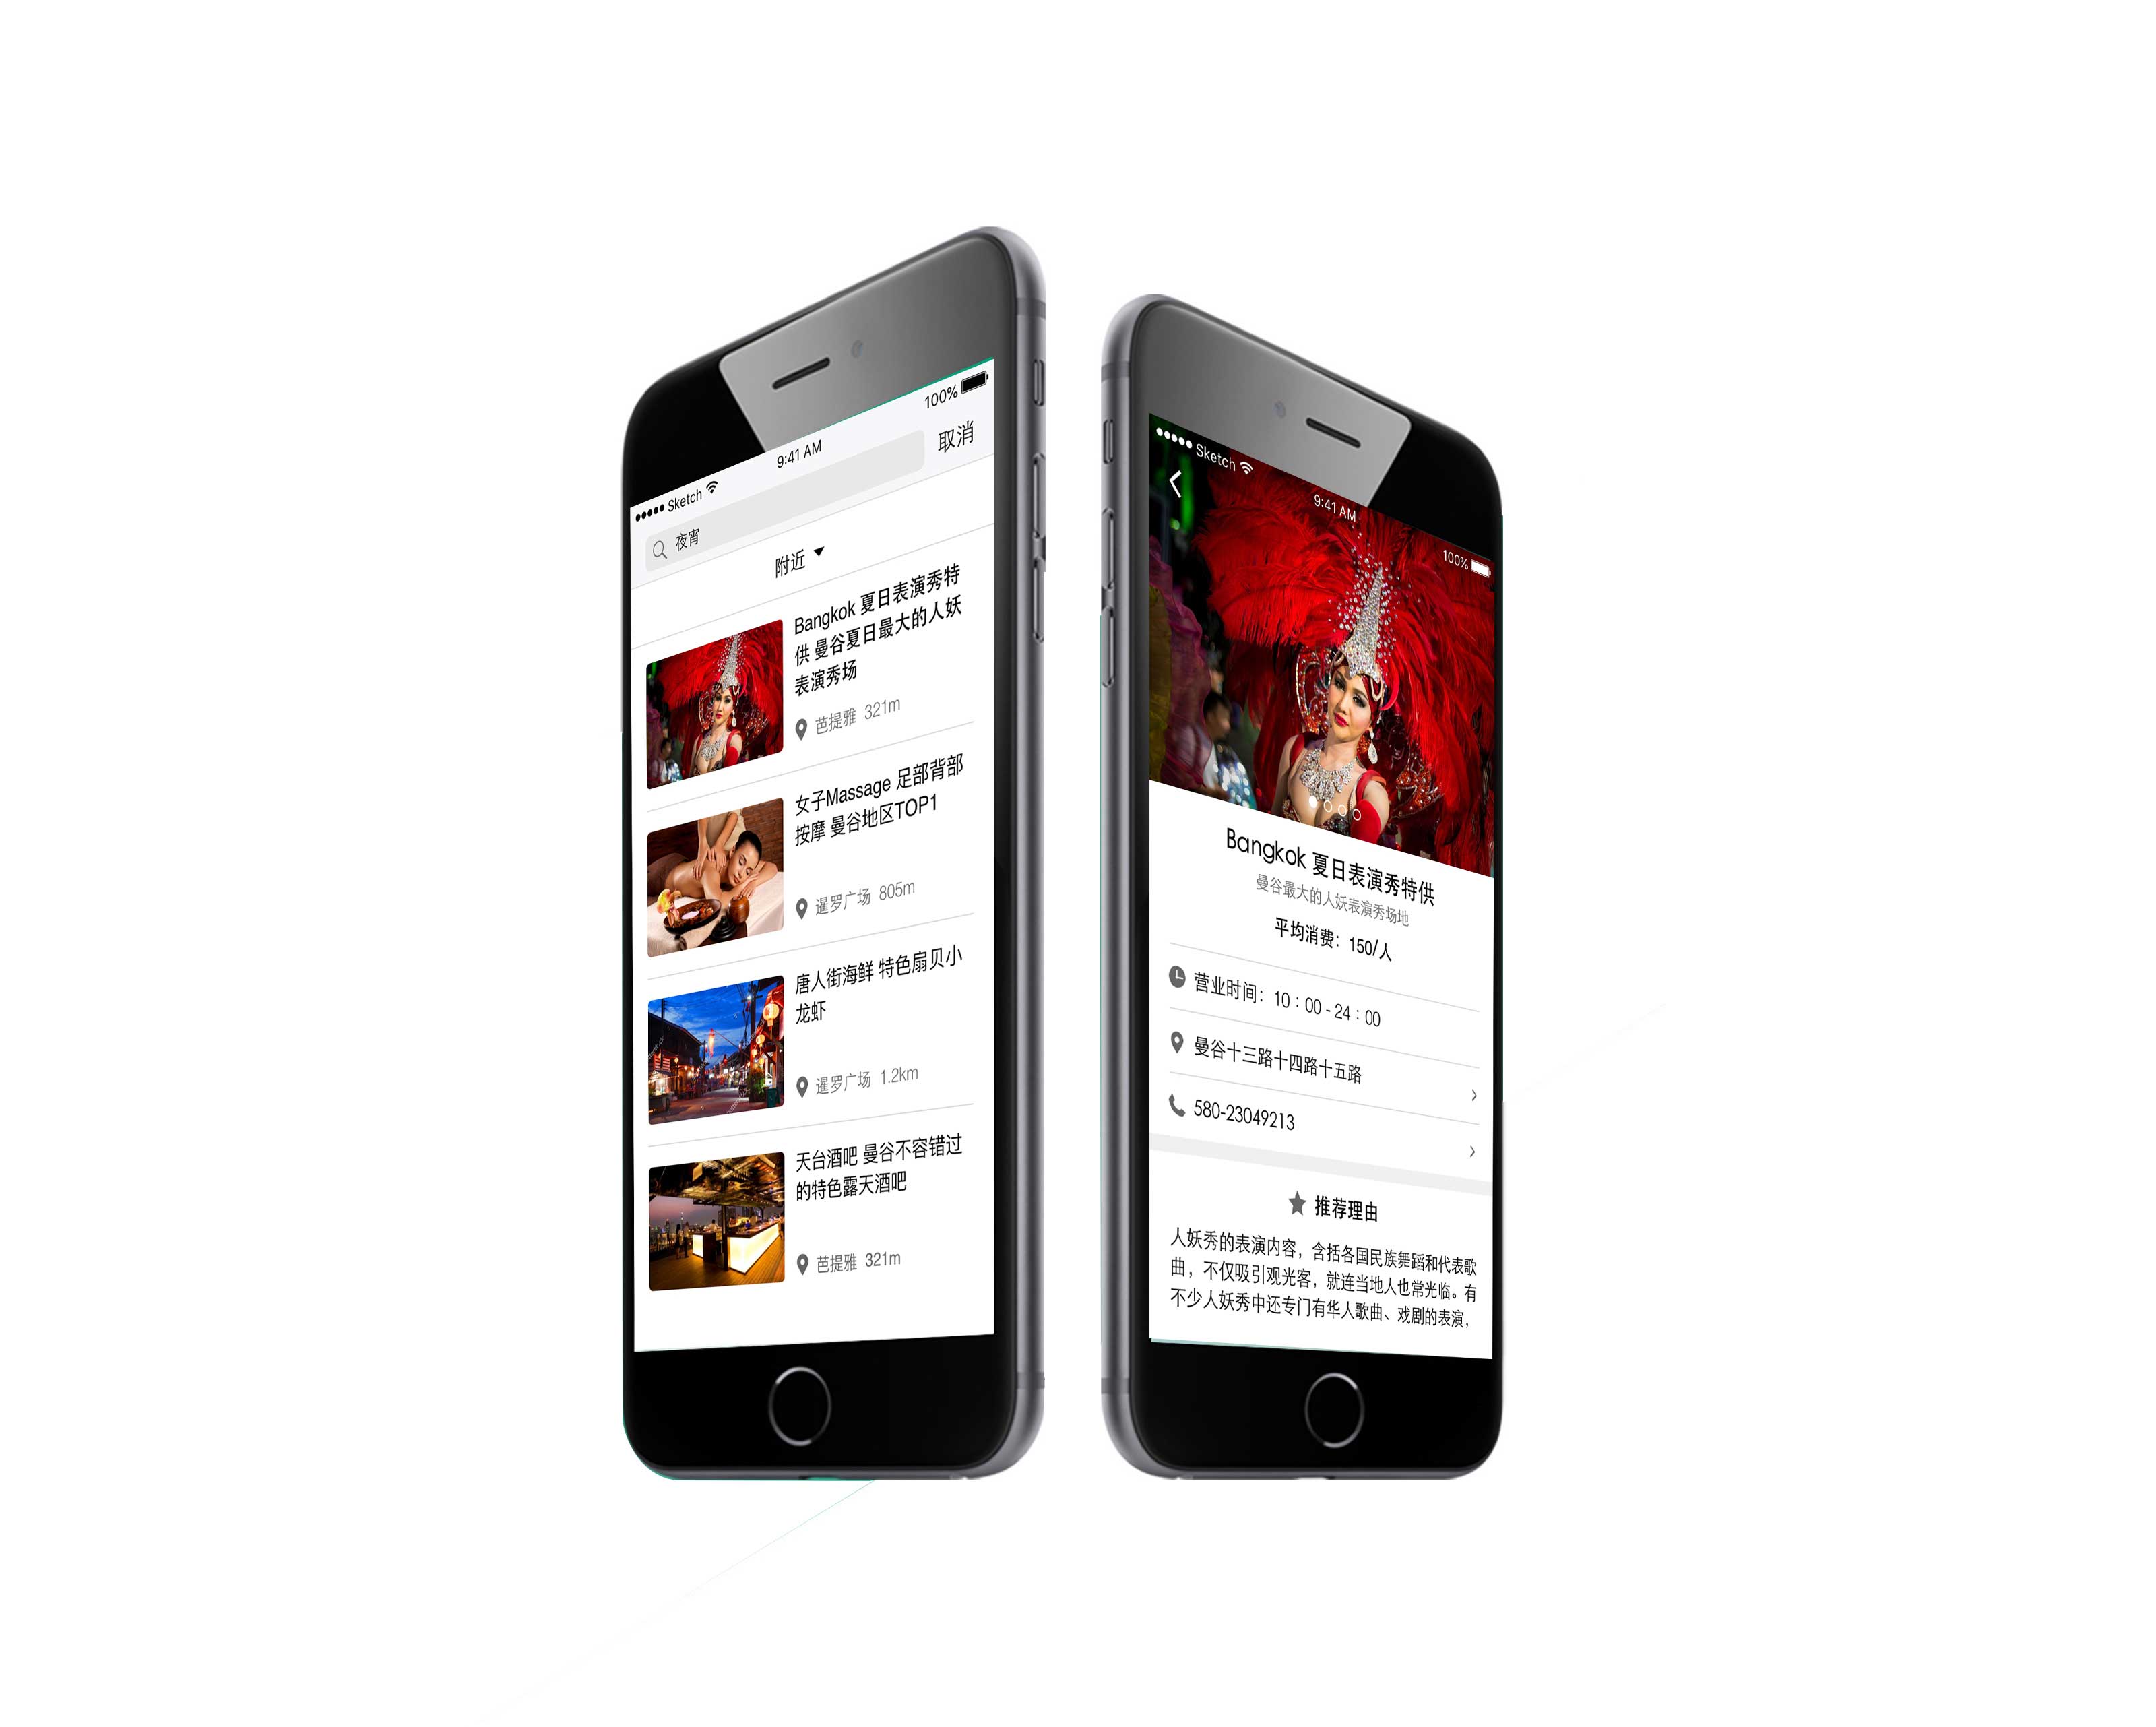 Sketch
9:41 AM
100%
夜宵
取消
附近
Bangkok 夏日表演秀特
供 曼谷夏日最大的人妖
表演秀场
芭提雅 321m
女子Massage 足部背部
按摩 曼谷地区TOP1
暹罗广场 805m
唐人街海鲜 特色扇贝小
龙虾
暹罗广场 1.2km
天台酒吧 曼谷不容错过
的特色露天酒吧
芭提雅 321m
Sketch
9:41 AM
100%
Bangkok 夏日表演秀特供
曼谷最大的人妖表演秀场地
平均消费：150/人
营业时间：10：00 - 24：00
曼谷十三路十四路十五路
580-23049213
推荐理由
人妖秀的表演内容，含括各国民族舞蹈和代表歌
曲，不仅吸引观光客，就连当地人也常光临。有
不少人妖秀中还专门有华人歌曲、戏剧的表演，